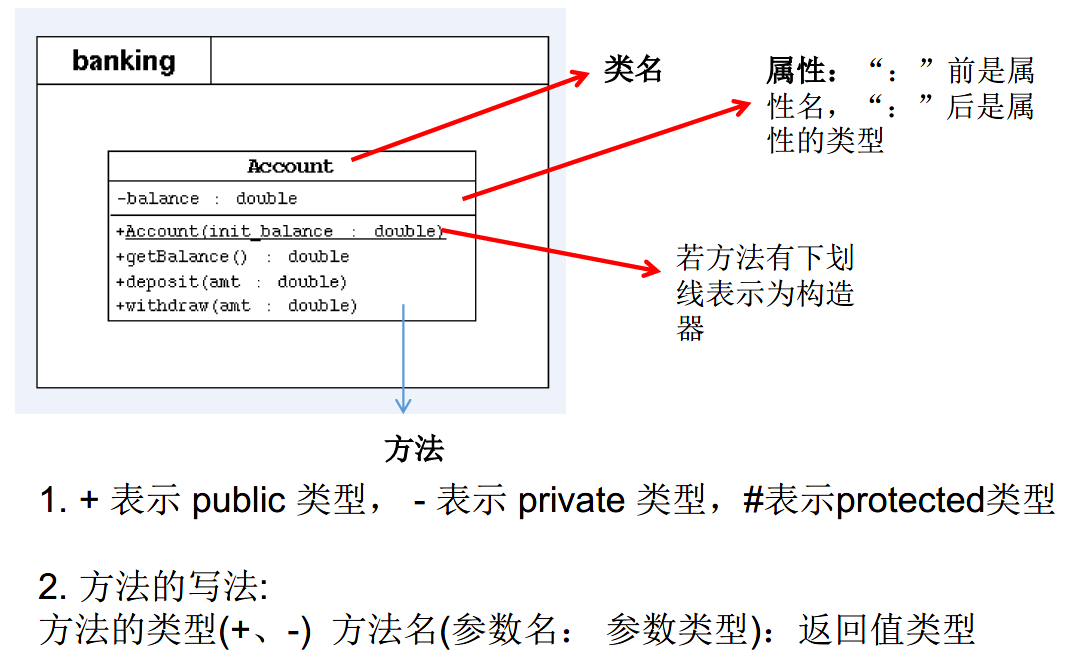 banking
类名
属性：“：”前是属
性名，“：”后是属
性的类型
Account
-balance : double
+Account(init_balance : double)
+getBalance() : double
+deposit(amt : double)
+withdraw(amt : double)
若方法有下划
线表示为构造
器
方法
1. + 表示 public 类型， - 表示 private 类型，#表示protected类型
2. 方法的写法:
方法的类型(+、-) 方法名(参数名： 参数类型)：返回值类型